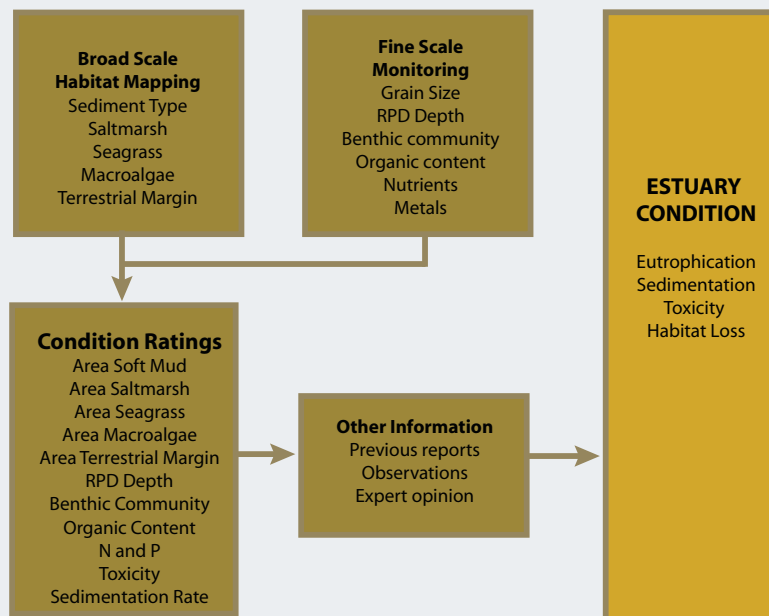 Broad Scale
Habitat Mapping
Sediment Type
Saltmarsh
Seagrass
Macroalgae
Terrestrial Margin
Fine Scale
Monitoring
Grain Size
RPD Depth
Benthic community
Organic content
Nutrients
Metals
Condition Ratings
Area Soft Mud
Area Saltmarsh
Area Seagrass
Area Macroalgae
Area Terrestrial Margin
RPD Depth
Benthic Community
Organic Content
N and P
Toxicity
Sedimentation Rate
Other Information
Previous reports
Observations
Expert opinion
ESTUARY
CONDITION
Eutrophication
Sedimentation
Toxicity
Habitat Loss